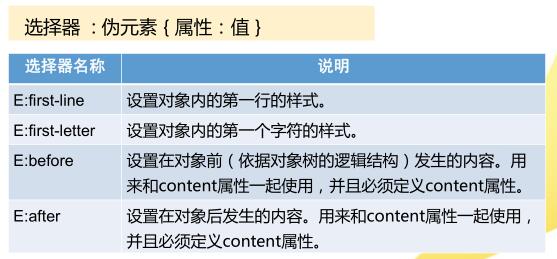 选择器 ：伪元素 { 属性：值 }
选择器名称 说明
E:first-line 设置对象内的第一行的样式。
E:first-letter 设置对象内的第一个字符的样式。
E:before 设置在对象前（依据对象树的逻辑结构）发生的内容。用
来和content属性一起使用，并且必须定义content属性。
E:after 设置在对象后发生的内容。用来和content属性一起使用，
并且必须定义content属性。